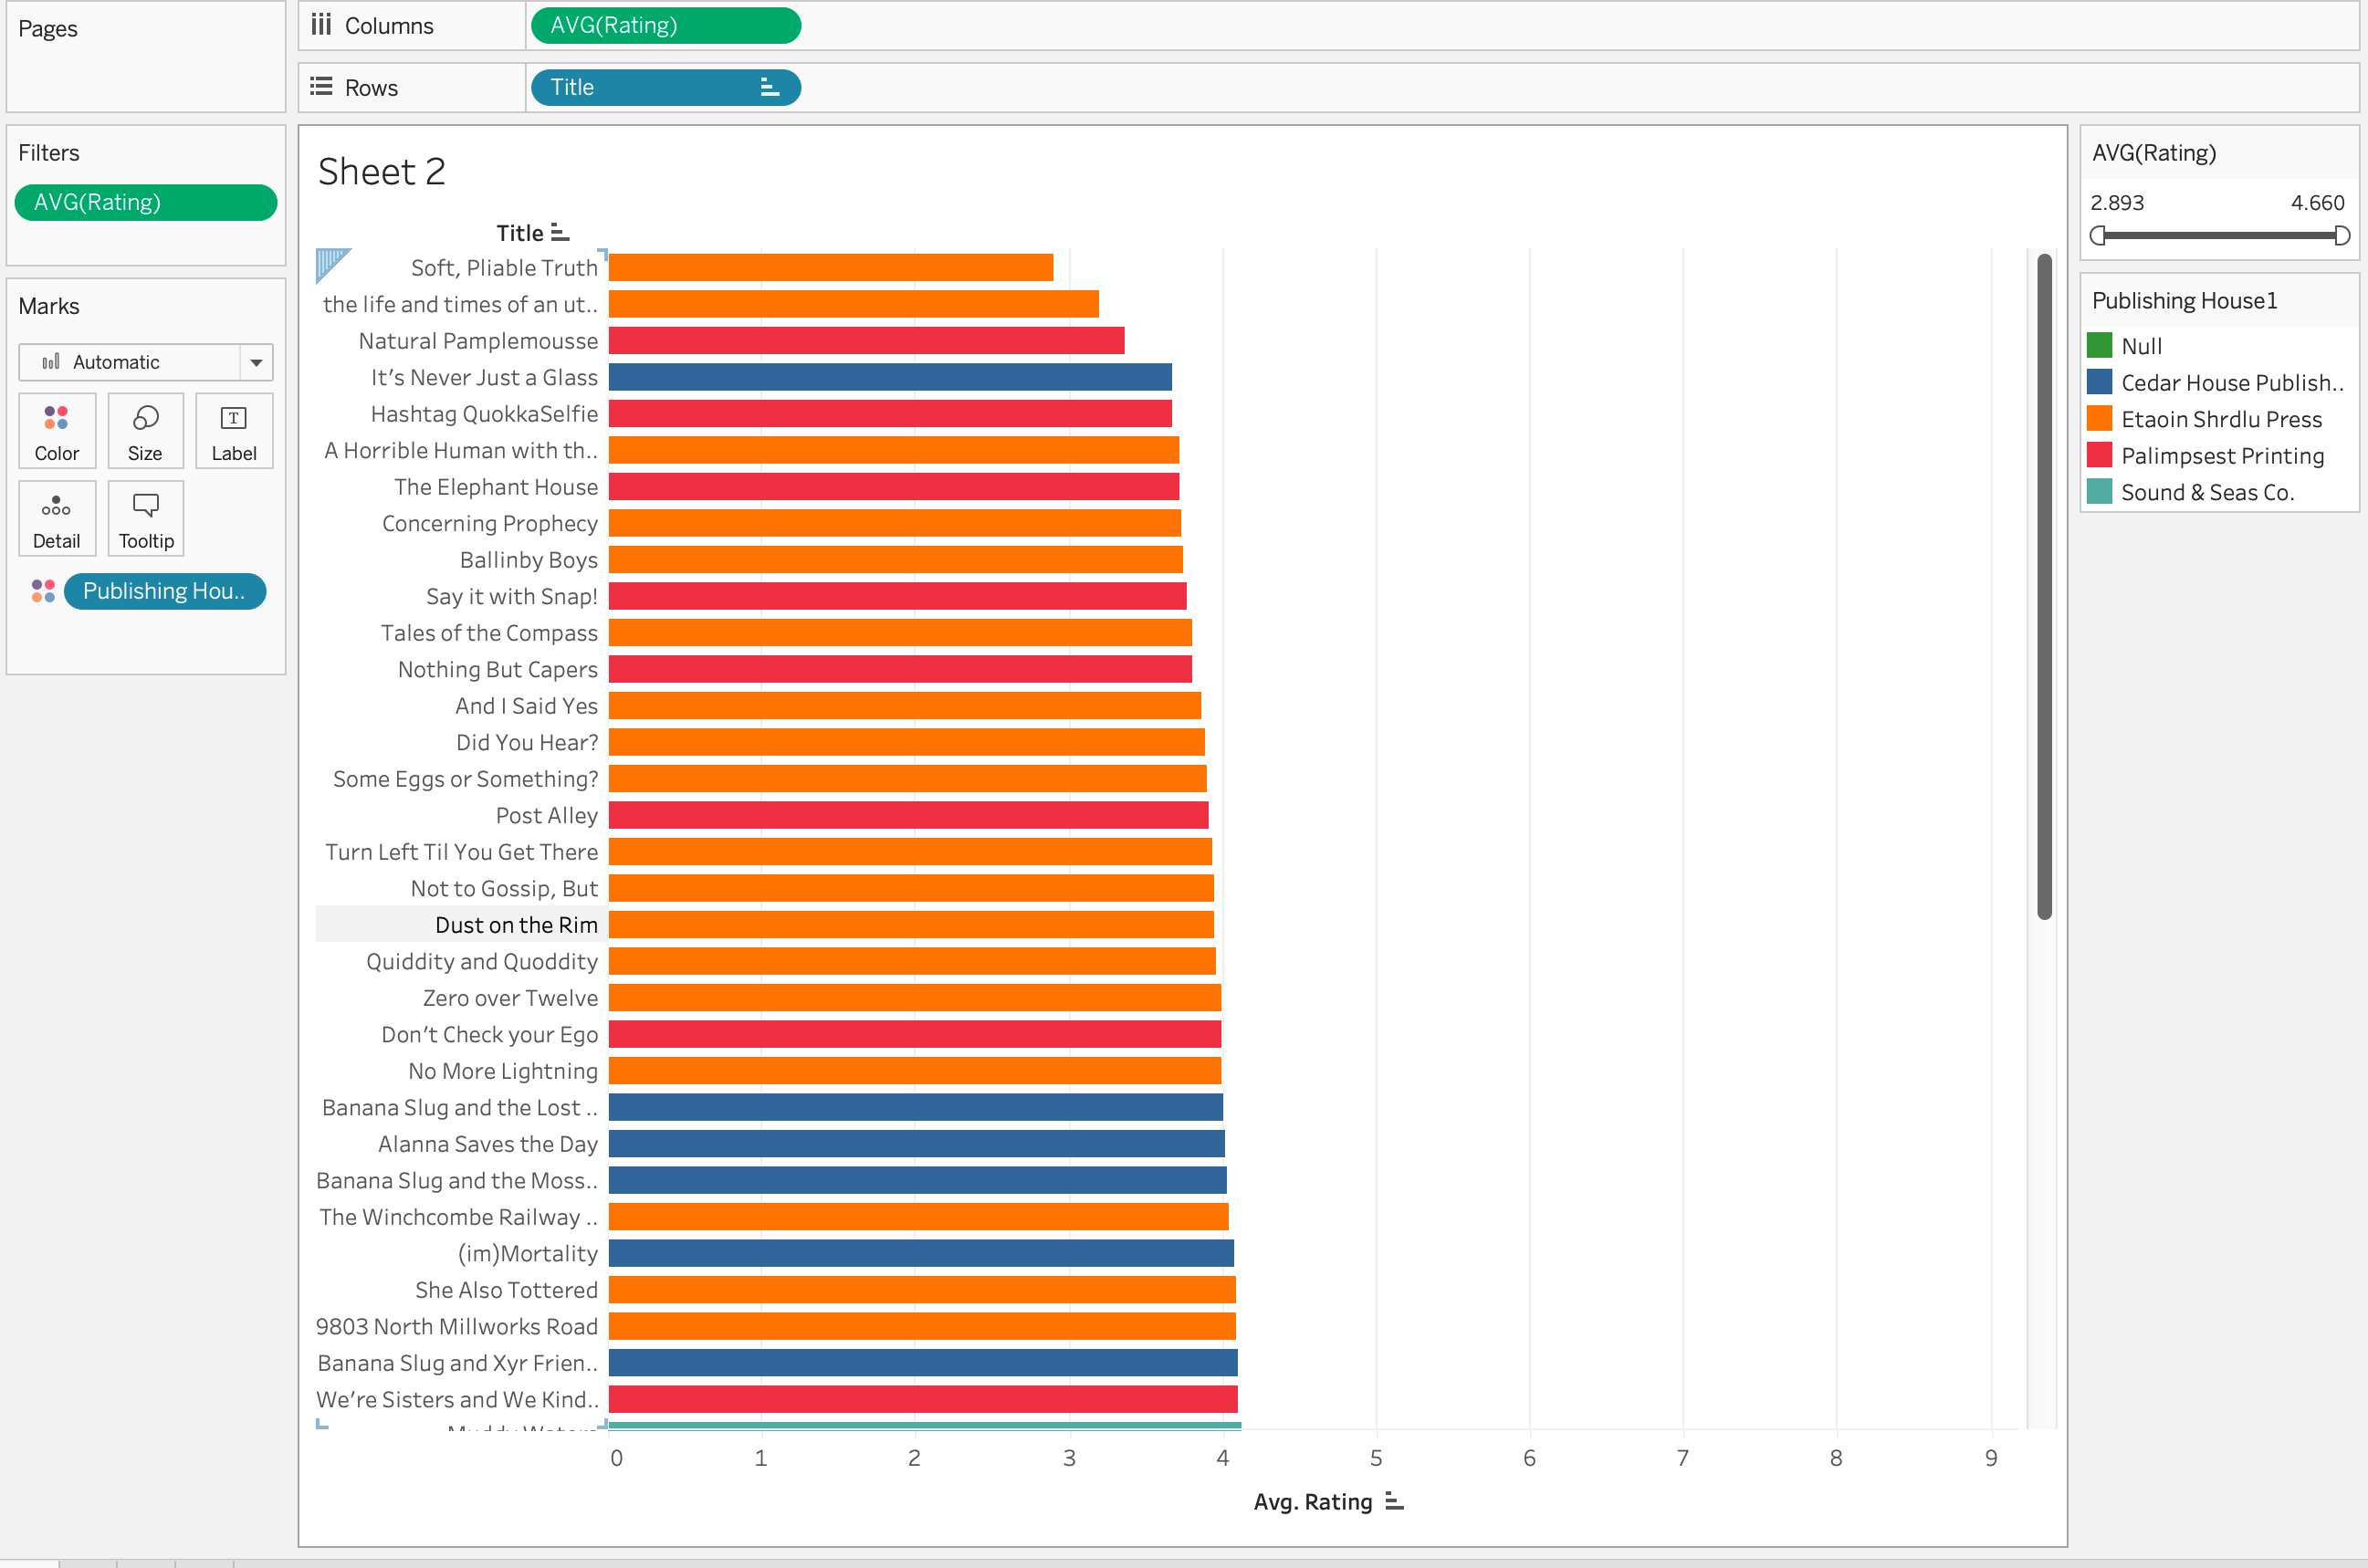 Pages
Columns
AVG(Rating)
Rows
Title
Filters
AVG(Rating)
Marks
Automatic
Color
Size
Label
Detail
Tooltip
Publishing Hou..
Sheet 2
Title
Soft, Pliable Truth
the life and times of an ut..
Natural Pamplemousse
It’s Never Just a Glass
Hashtag QuokkaSelfie
A Horrible Human with th..
The Elephant House
Concerning Prophecy
Ballinby Boys
Say it with Snap!
Tales of the Compass
Nothing But Capers
And I Said Yes
Did You Hear?
Some Eggs or Something?
Post Alley
Turn Left Til You Get There
Not to Gossip, But
Dust on the Rim
Quiddity and Quoddity
Zero over Twelve
Don’t Check your Ego
No More Lightning
Banana Slug and the Lost ..
Alanna Saves the Day
Banana Slug and the Moss..
The Winchcombe Railway ..
(im)Mortality
She Also Tottered
9803 North Millworks Road
Banana Slug and Xyr Frien..
We’re Sisters and We Kind..
Muddy Waters
0 1 2 3 4 5 6 7 8 9
Avg. Rating
AVG(Rating)
2.893 4.660
Publishing House1
Null
Cedar House Publish..
Etaoin Shrdlu Press
Palimpsest Printing
Sound & Seas Co.